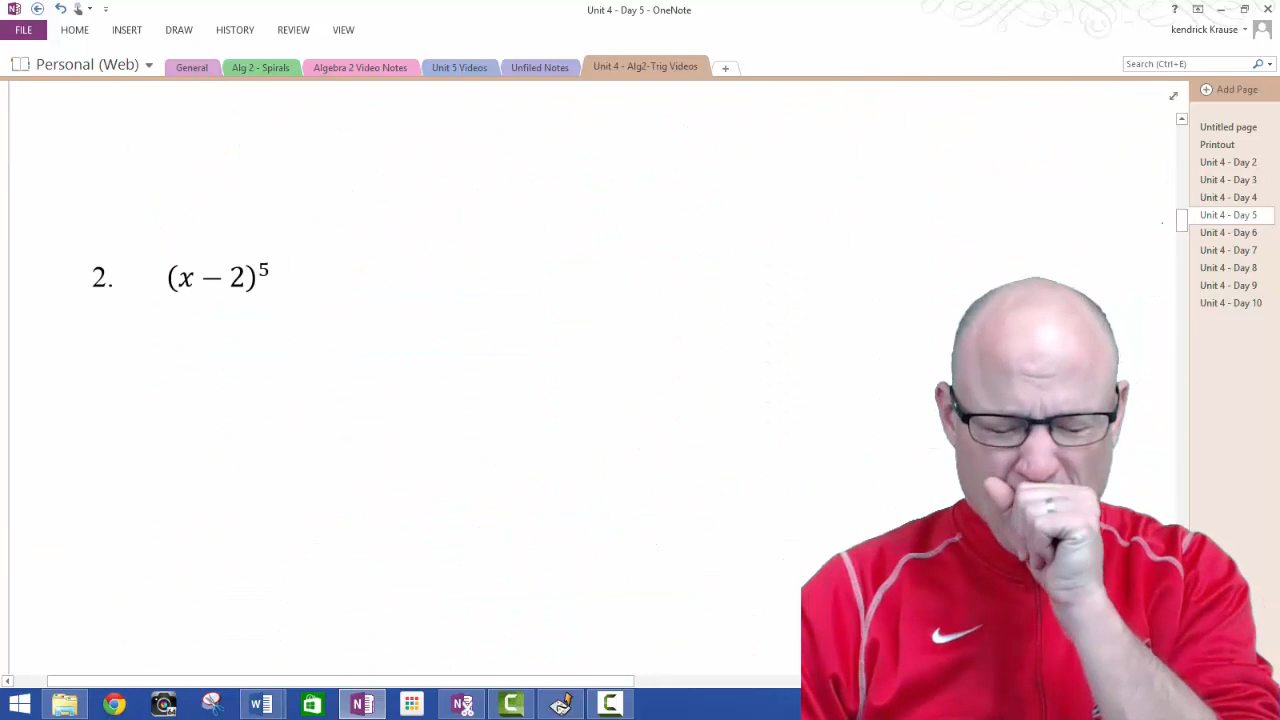 Unit 4 - Day 5 - OneNote
FILE HOME INSERT DRAW HISTORY REVIEW VIEW
kendrick Krause
Personal (Web)
General
Alg 2 - Spirals
Algebra 2 Video Notes
Unit 5 Videos
Unfiled Notes
Unit 4 - Alg2-Trig Videos
Search (Ctrl+E)
Add Page
Untitled page
Printout
Unit 4 - Day 2
Unit 4 - Day 3
Unit 4 - Day 4
Unit 4 - Day 5
Unit 4 - Day 6
Unit 4 - Day 7
Unit 4 - Day 8
Unit 4 - Day 9
Unit 4 - Day 10
2. (x − 2)⁵